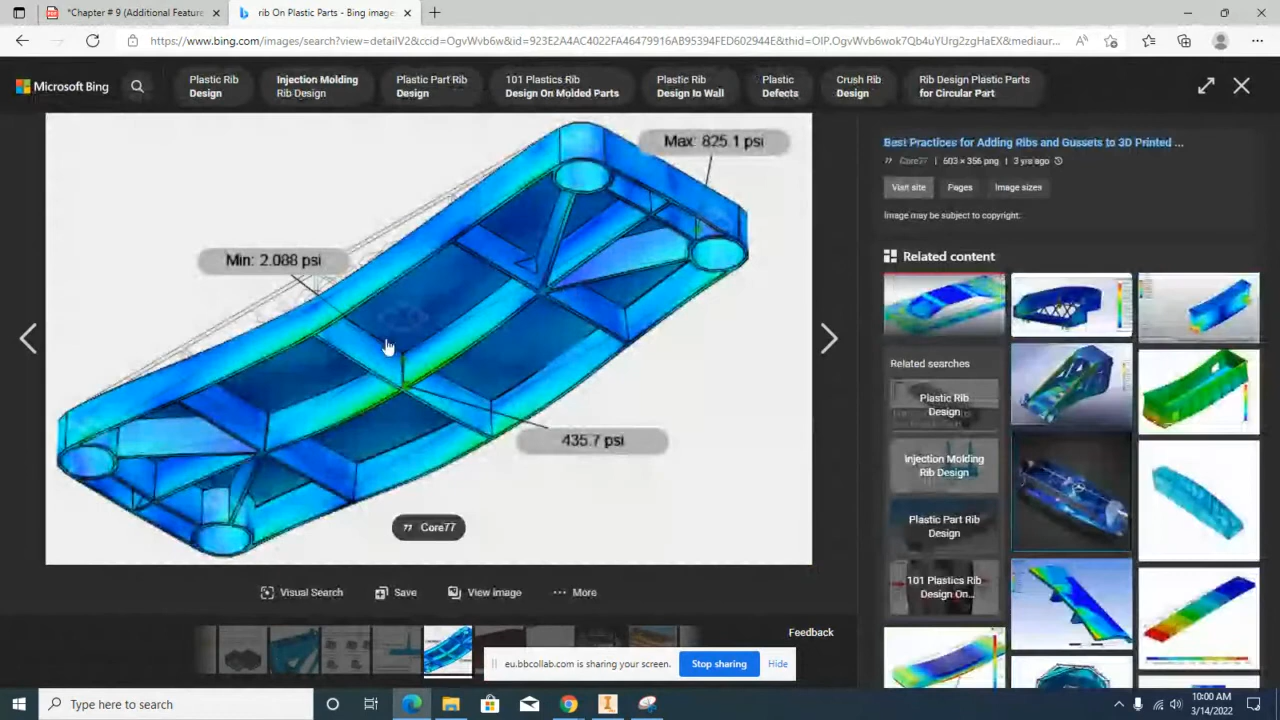 *Chapter # 9 (Additional Feature
rib On Plastic Parts - Bing image
https://www.bing.com/images/search?view=detailV2&ccid=OgvWvb6w&id=923E2A4AC4022FA46479916AB95394FED602944E&thid=OIP.OgvWvb6wok7Qb4uYUrg2zgHaEX&mediaur...
Microsoft Bing
Plastic Rib
Design
Injection Molding
Rib Design
Plastic Part Rib
Design
101 Plastics Rib
Design On Molded Parts
Plastic Rib
Design to Wall
Plastic
Defects
Crush Rib
Design
Rib Design Plastic Parts
for Circular Part
Max: 825.1 psi
Min: 2.088 psi
435.7 psi
Core77
Best Practices for Adding Ribs and Gussets to 3D Printed ...
Core77 | 603 × 356 png | 3 yrs ago
Visit site
Pages
Image sizes
Image may be subject to copyright.
Related content
Related searches
Plastic Rib
Design
Injection Molding
Rib Design
Plastic Part Rib
Design
101 Plastics Rib
Design On...
Visual Search
Save
View image
More
Feedback
eu.bbcollab.com is sharing your screen.
Stop sharing
Hide
Type here to search
10:00 AM
3/14/2022